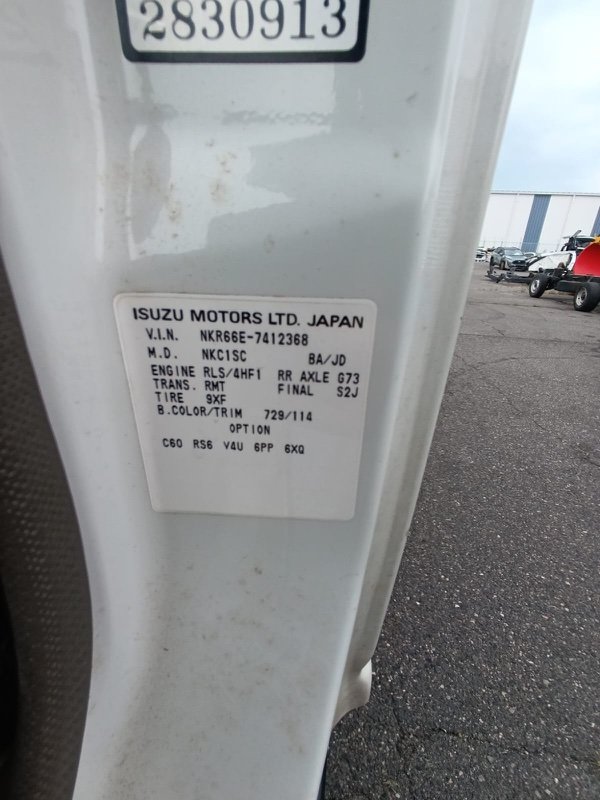 2830913
ISUZU MOTORS LTD. JAPAN
V.I.N. NKR66E-7412368
M.D. NKC1SC BA/JD
ENGINE RLS/4HF1 RR AXLE G73
TRANS. RMT FINAL S2J
TIRE 9XF
B.COLOR/TRIM 729/114
OPTION
C60 RS6 V4U 6PP 6XQ